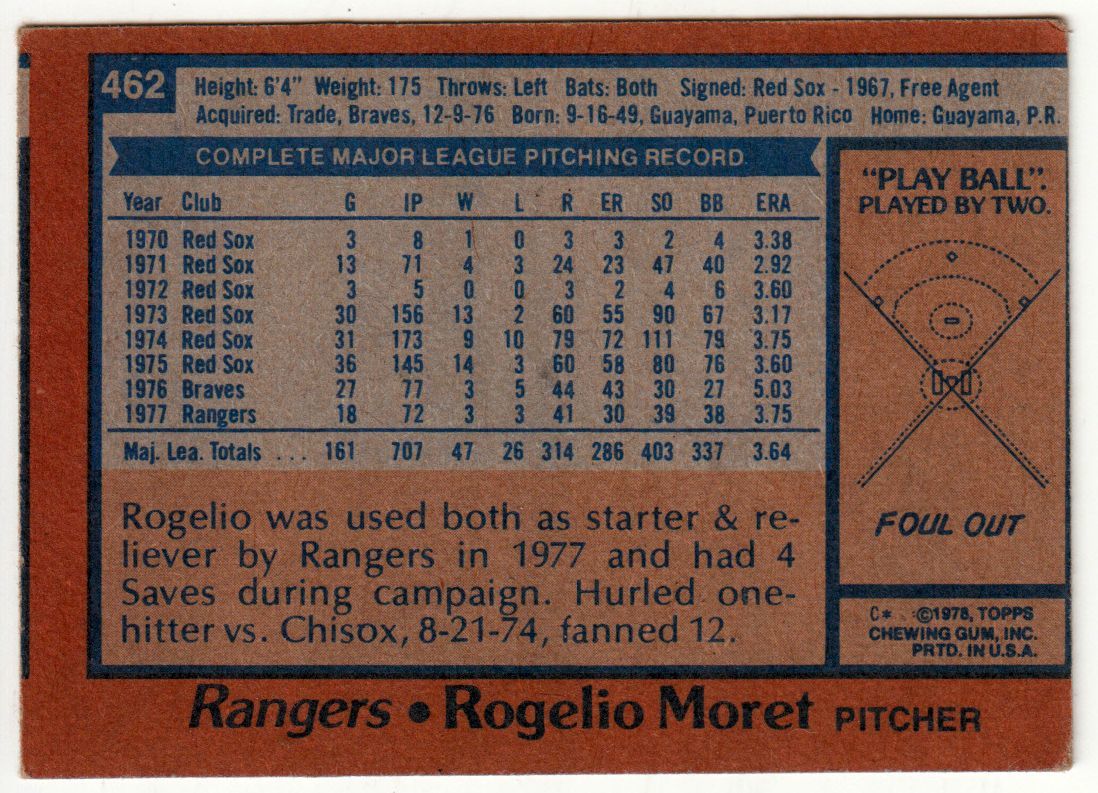 462
Height: 6'4" Weight: 175 Throws: Left Bats: Both Signed: Red Sox - 1967, Free Agent
Acquired: Trade, Braves, 12-9-76 Born: 9-16-49, Guayama, Puerto Rico Home: Guayama, P.R.
COMPLETE MAJOR LEAGUE PITCHING RECORD
Year Club G IP W L R ER SO BB ERA
1970 Red Sox 3 8 1 0 3 3 2 4 3.38
1971 Red Sox 13 71 4 3 24 23 47 40 2.92
1972 Red Sox 3 5 0 0 3 2 4 6 3.60
1973 Red Sox 30 156 13 2 60 55 90 67 3.17
1974 Red Sox 31 173 9 10 79 72 111 79 3.75
1975 Red Sox 36 145 14 3 60 58 80 76 3.60
1976 Braves 27 77 3 5 44 43 30 27 5.03
1977 Rangers 18 72 3 3 41 30 39 38 3.75
Maj. Lea. Totals ... 161 707 47 26 314 286 403 337 3.64
Rogelio was used both as starter & re-
liever by Rangers in 1977 and had 4
Saves during campaign. Hurled one-
hitter vs. Chisox, 8-21-74, fanned 12.
"PLAY BALL".
PLAYED BY TWO.
FOUL OUT
C* ©1978, TOPPS
CHEWING GUM, INC.
PRTD. IN U.S.A.
Rangers • Rogelio Moret PITCHER